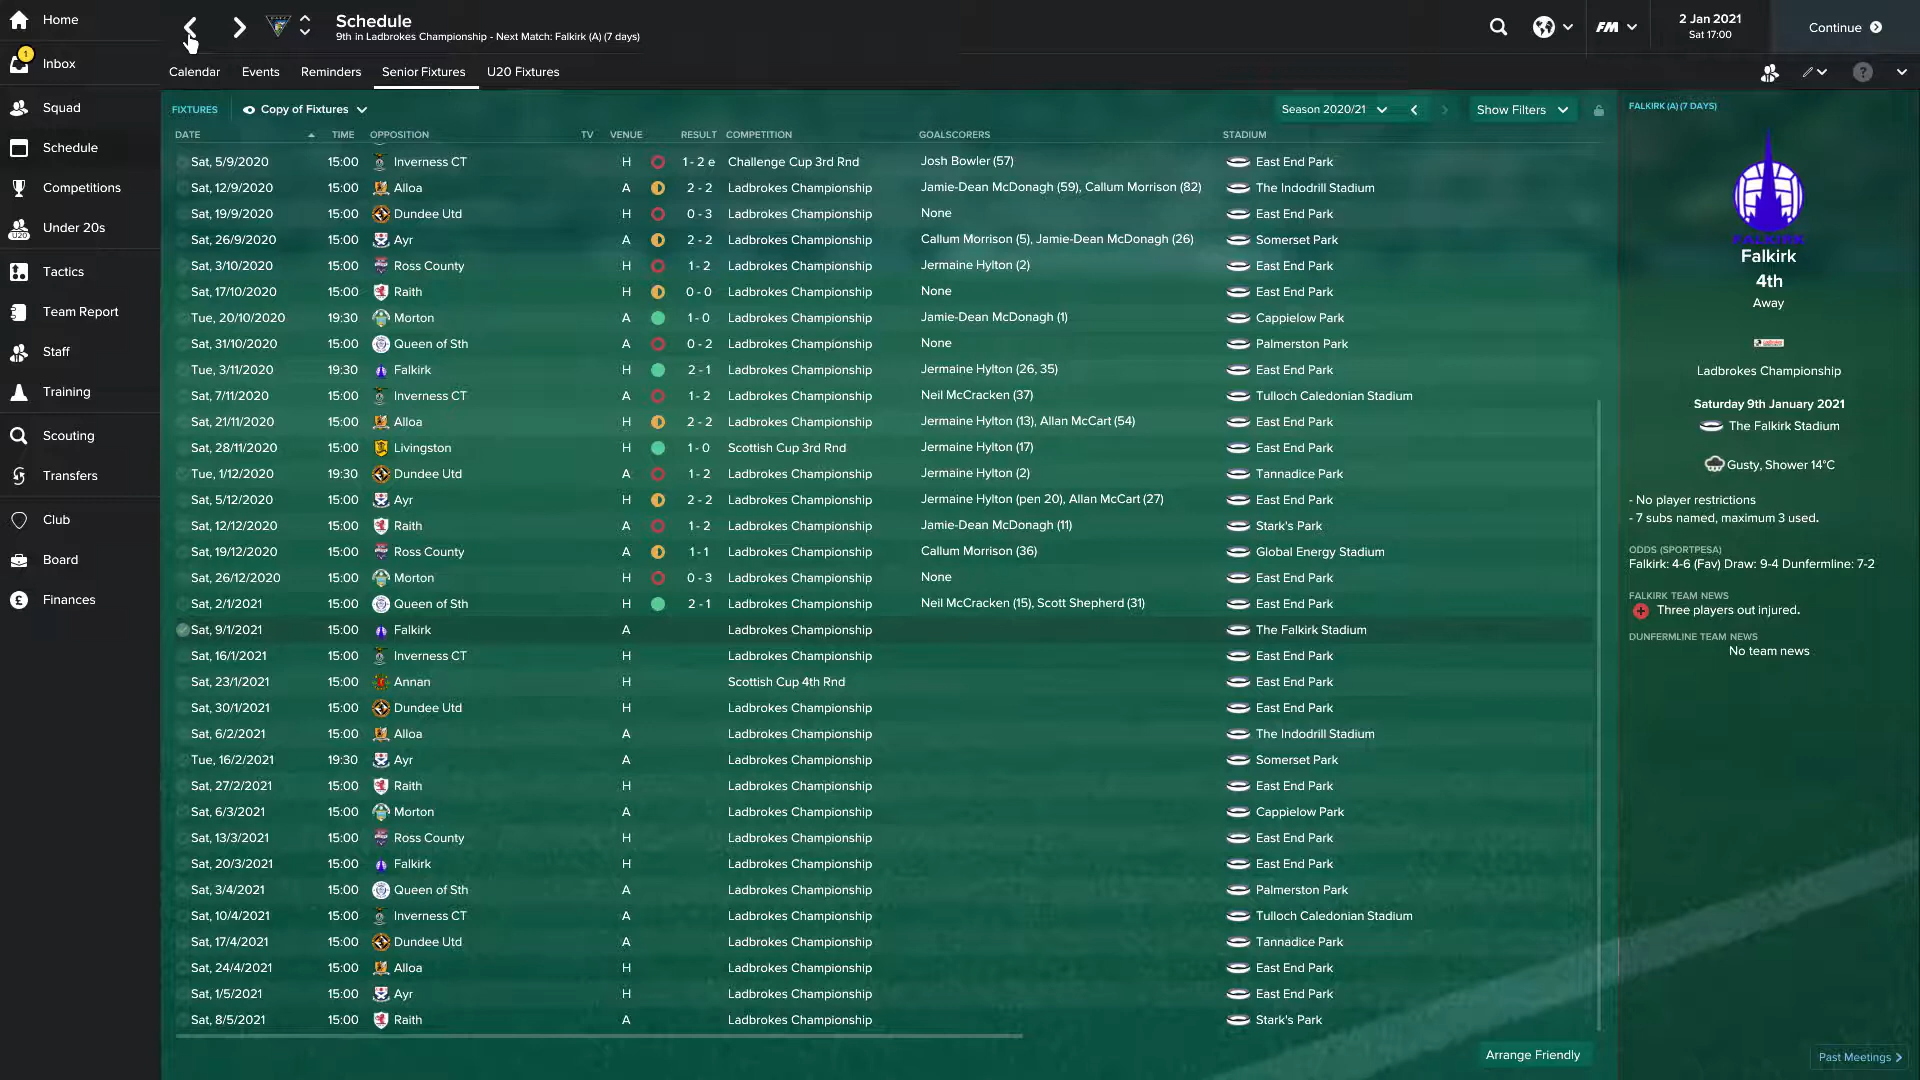 Home
1
Inbox
Squad
Schedule
Competitions
U20
Under 20s
Tactics
Team Report
Staff
Training
Scouting
Transfers
Club
Board
£
Finances
Schedule
9th in Ladbrokes Championship - Next Match: Falkirk (A) (7 days)
FM
2 Jan 2021
Sat 17:00
Continue
Calendar Events Reminders Senior Fixtures U20 Fixtures
?
FIXTURES Copy of Fixtures Season 2020/21 Show Filters
DATE TIME OPPOSITION TV VENUE RESULT COMPETITION GOALSCORERS STADIUM
Sat, 5/9/2020 15:00 Inverness CT H 1 - 2 e Challenge Cup 3rd Rnd Josh Bowler (57) East End Park
Sat, 12/9/2020 15:00 Alloa A 2 - 2 Ladbrokes Championship Jamie-Dean McDonagh (59), Callum Morrison (82) The Indodrill Stadium
Sat, 19/9/2020 15:00 Dundee Utd H 0 - 3 Ladbrokes Championship None East End Park
Sat, 26/9/2020 15:00 Ayr A 2 - 2 Ladbrokes Championship Callum Morrison (5), Jamie-Dean McDonagh (26) Somerset Park
Sat, 3/10/2020 15:00 Ross County H 1 - 2 Ladbrokes Championship Jermaine Hylton (2) East End Park
Sat, 17/10/2020 15:00 Raith H 0 - 0 Ladbrokes Championship None East End Park
Tue, 20/10/2020 19:30 Morton A 1 - 0 Ladbrokes Championship Jamie-Dean McDonagh (1) Cappielow Park
Sat, 31/10/2020 15:00 Queen of Sth A 0 - 2 Ladbrokes Championship None Palmerston Park
Tue, 3/11/2020 19:30 Falkirk H 2 - 1 Ladbrokes Championship Jermaine Hylton (26, 35) East End Park
Sat, 7/11/2020 15:00 Inverness CT A 1 - 2 Ladbrokes Championship Neil McCracken (37) Tulloch Caledonian Stadium
Sat, 21/11/2020 15:00 Alloa H 2 - 2 Ladbrokes Championship Jermaine Hylton (13), Allan McCart (54) East End Park
Sat, 28/11/2020 15:00 Livingston H 1 - 0 Scottish Cup 3rd Rnd Jermaine Hylton (17) East End Park
Tue, 1/12/2020 19:30 Dundee Utd A 1 - 2 Ladbrokes Championship Jermaine Hylton (2) Tannadice Park
Sat, 5/12/2020 15:00 Ayr H 2 - 2 Ladbrokes Championship Jermaine Hylton (pen 20), Allan McCart (27) East End Park
Sat, 12/12/2020 15:00 Raith A 1 - 2 Ladbrokes Championship Jamie-Dean McDonagh (11) Stark's Park
Sat, 19/12/2020 15:00 Ross County A 1 - 1 Ladbrokes Championship Callum Morrison (36) Global Energy Stadium
Sat, 26/12/2020 15:00 Morton H 0 - 3 Ladbrokes Championship None East End Park
Sat, 2/1/2021 15:00 Queen of Sth H 2 - 1 Ladbrokes Championship Neil McCracken (15), Scott Shepherd (31) East End Park
Sat, 9/1/2021 15:00 Falkirk A Ladbrokes Championship The Falkirk Stadium
Sat, 16/1/2021 15:00 Inverness CT H Ladbrokes Championship East End Park
Sat, 23/1/2021 15:00 Annan H Scottish Cup 4th Rnd East End Park
Sat, 30/1/2021 15:00 Dundee Utd H Ladbrokes Championship East End Park
Sat, 6/2/2021 15:00 Alloa A Ladbrokes Championship The Indodrill Stadium
Tue, 16/2/2021 19:30 Ayr A Ladbrokes Championship Somerset Park
Sat, 27/2/2021 15:00 Raith H Ladbrokes Championship East End Park
Sat, 6/3/2021 15:00 Morton A Ladbrokes Championship Cappielow Park
Sat, 13/3/2021 15:00 Ross County H Ladbrokes Championship East End Park
Sat, 20/3/2021 15:00 Falkirk H Ladbrokes Championship East End Park
Sat, 3/4/2021 15:00 Queen of Sth A Ladbrokes Championship Palmerston Park
Sat, 10/4/2021 15:00 Inverness CT A Ladbrokes Championship Tulloch Caledonian Stadium
Sat, 17/4/2021 15:00 Dundee Utd A Ladbrokes Championship Tannadice Park
Sat, 24/4/2021 15:00 Alloa H Ladbrokes Championship East End Park
Sat, 1/5/2021 15:00 Ayr H Ladbrokes Championship East End Park
Sat, 8/5/2021 15:00 Raith A Ladbrokes Championship Stark's Park
Arrange Friendly
FALKIRK (A) (7 DAYS)
FALKIRK
Falkirk
4th
Away
Ladbrokes Championship
Saturday 9th January 2021
The Falkirk Stadium
Gusty, Shower 14°C
- No player restrictions
- 7 subs named, maximum 3 used.
ODDS (SPORTPESA)
Falkirk: 4-6 (Fav) Draw: 9-4 Dunfermline: 7-2
FALKIRK TEAM NEWS
Three players out injured.
DUNFERMLINE TEAM NEWS
No team news
Past Meetings